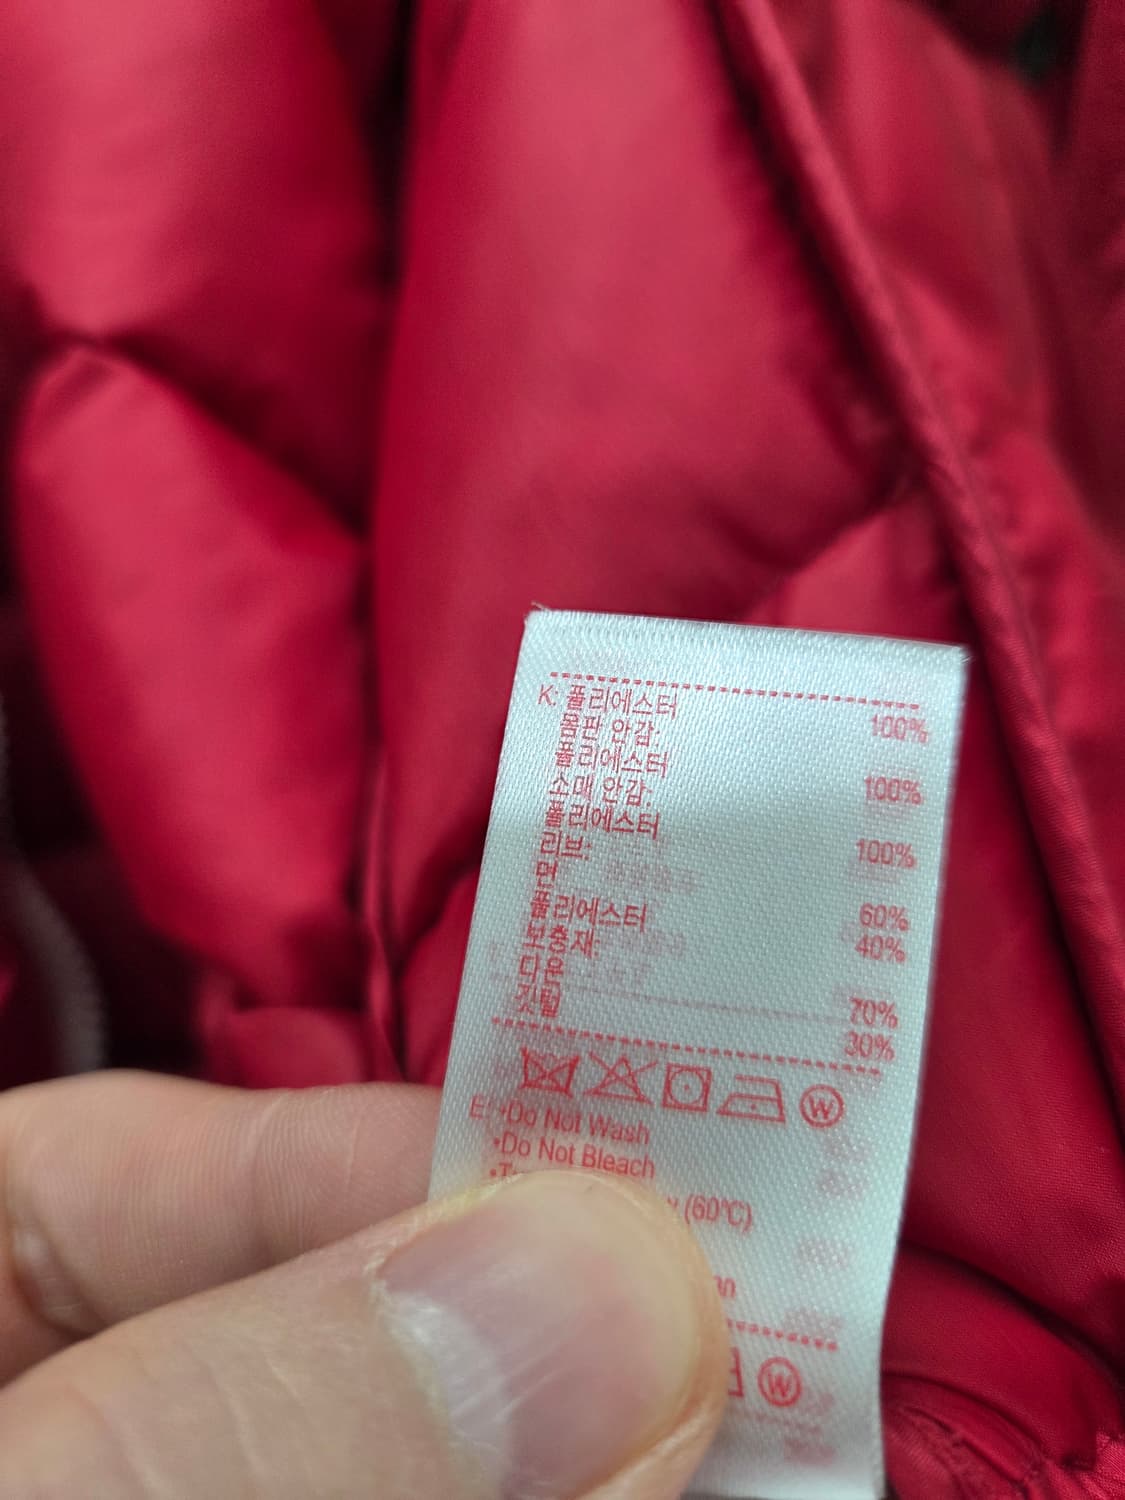 K: 폴리에스터 100%
몸판 안감:
폴리에스터 100%
소매 안감:
폴리에스터 100%
리브:
면 60%
폴리에스터 40%
보충재:
다운 70%
깃털 30%
W
E: •Do Not Wash
•Do Not Bleach
(60°C)
W